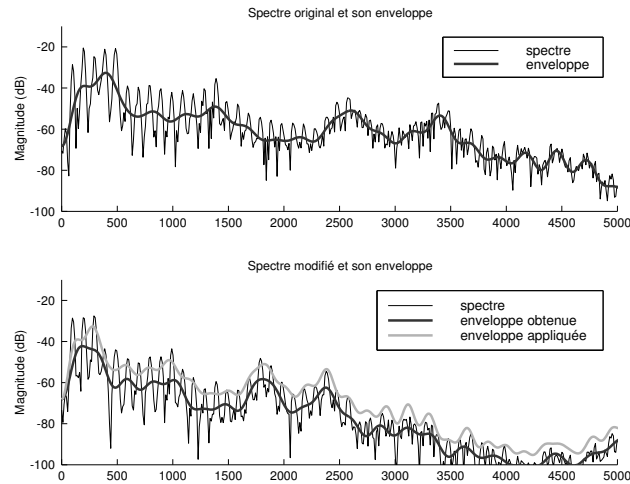 Spectre original et son enveloppe
spectre
enveloppe
Magnitude (dB)
-20
-40
-60
-80
-100
0 500 1000 1500 2000 2500 3000 3500 4000 4500 5000
Spectre modifié et son enveloppe
spectre
enveloppe obtenue
enveloppe appliquée
Magnitude (dB)
-20
-40
-60
-80
-100
0 500 1000 1500 2000 2500 3000 3500 4000 4500 5000